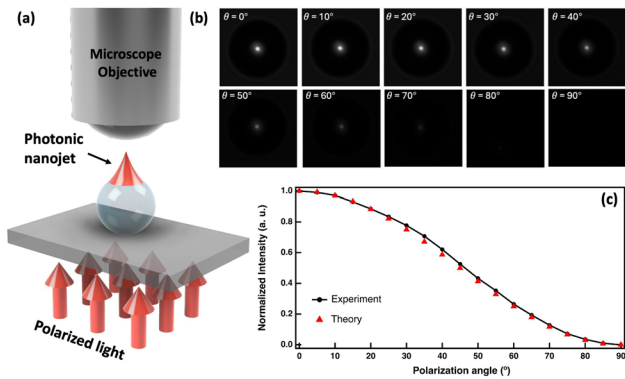 (a)
Microscope
Objective
Photonic
nanojet
Polarized light
(b)
θ = 0°
θ = 10°
θ = 20°
θ = 30°
θ = 40°
θ = 50°
θ = 60°
θ = 70°
θ = 80°
θ = 90°
(c)
Normalized Intensity (a. u.)
1.0
0.8
0.6
0.4
0.2
0.0
Experiment
Theory
0 10 20 30 40 50 60 70 80 90
Polarization angle (°)